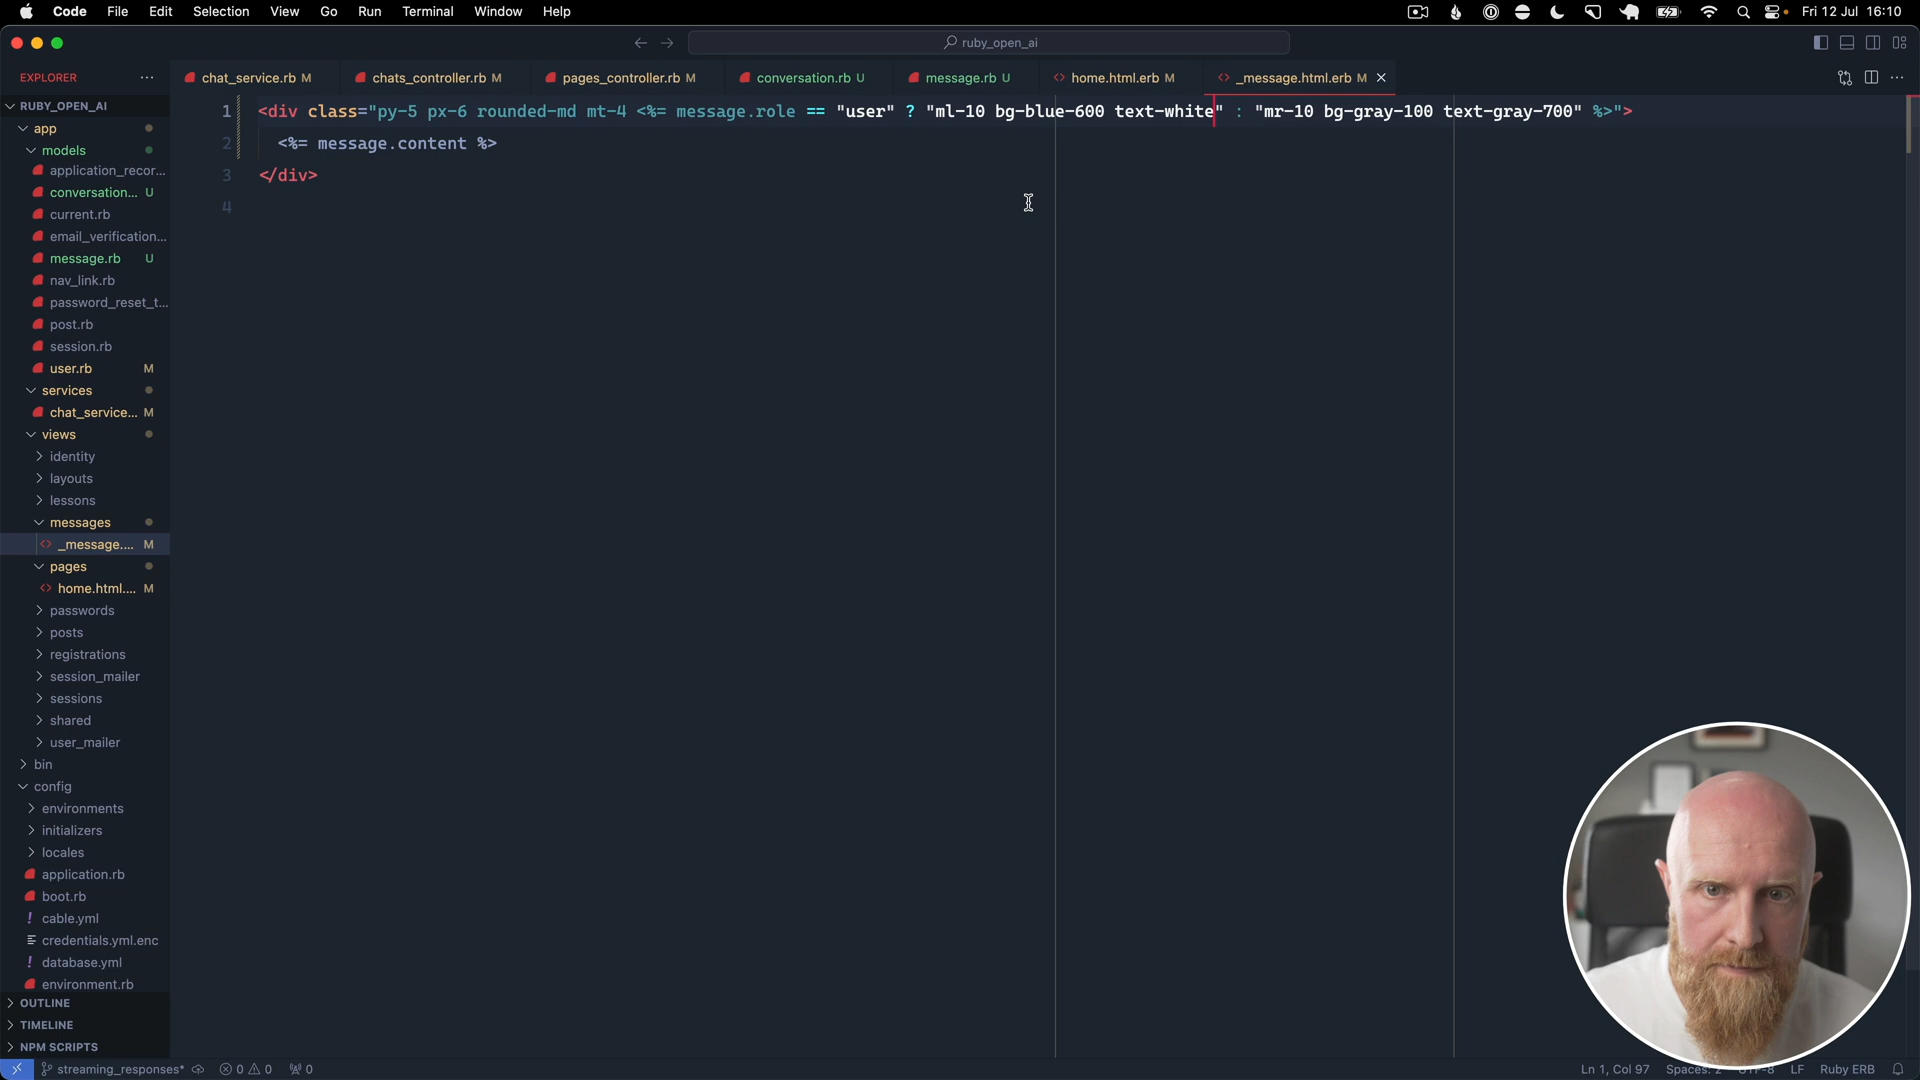 Code File Edit Selection View Go Run Terminal Window Help Fri 12 Jul 16:10
ruby_open_ai
EXPLORER
chat_service.rb M chats_controller.rb M pages_controller.rb M conversation.rb U message.rb U home.html.erb M _message.html.erb M
RUBY_OPEN_AI
app
models
application_recor...
conversation... U
current.rb
email_verification...
message.rb U
nav_link.rb
password_reset_t...
post.rb
session.rb
user.rb M
services
chat_service... M
views
identity
layouts
lessons
messages
_message.... M
pages
home.html.... M
passwords
posts
registrations
session_mailer
sessions
shared
user_mailer
bin
config
environments
initializers
locales
application.rb
boot.rb
! cable.yml
credentials.yml.enc
! database.yml
environment.rb
OUTLINE
TIMELINE
NPM SCRIPTS
1 <div class="py-5 px-6 rounded-md mt-4 <%= message.role == "user" ? "ml-10 bg-blue-600 text-white" : "mr-10 bg-gray-100 text-gray-700" %>">
2 <%= message.content %>
3 </div>
4
streaming_responses* 0 0 0 Ln 1, Col 97 Spaces: 2 UTF-8 LF Ruby ERB